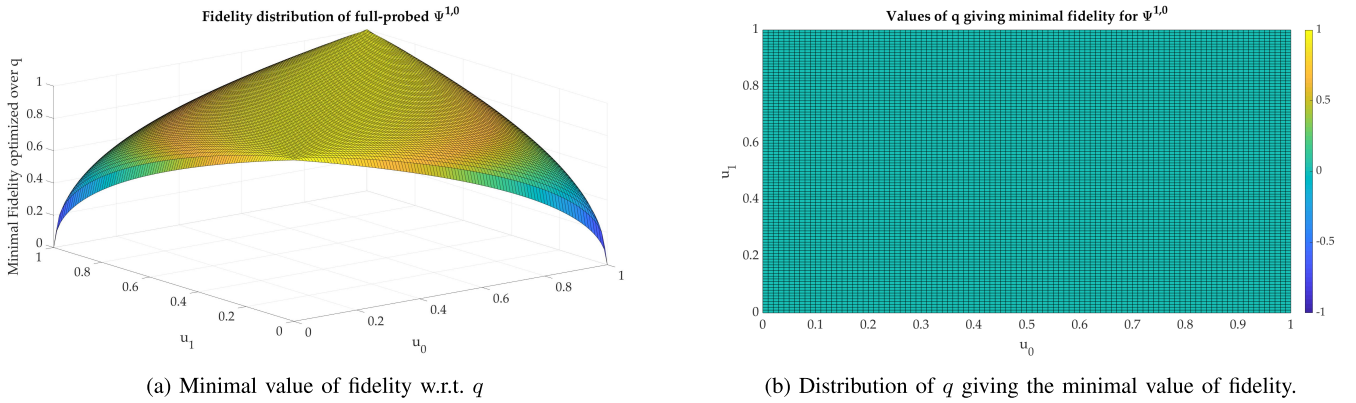 Fidelity distribution of full-probed Ψ^1,0
Minimal Fidelity optimized over q
1
0.8
0.6
0.4
0.2
0
1
0.8
0.6
0.4
0.2
0
u_1
0
0.2
0.4
0.6
0.8
1
u_0
(a) Minimal value of fidelity w.r.t. q
Values of q giving minimal fidelity for Ψ^1,0
u_1
1
0.8
0.6
0.4
0.2
0
0 0.1 0.2 0.3 0.4 0.5 0.6 0.7 0.8 0.9 1
u_0
1
0.5
0
-0.5
-1
(b) Distribution of q giving the minimal value of fidelity.